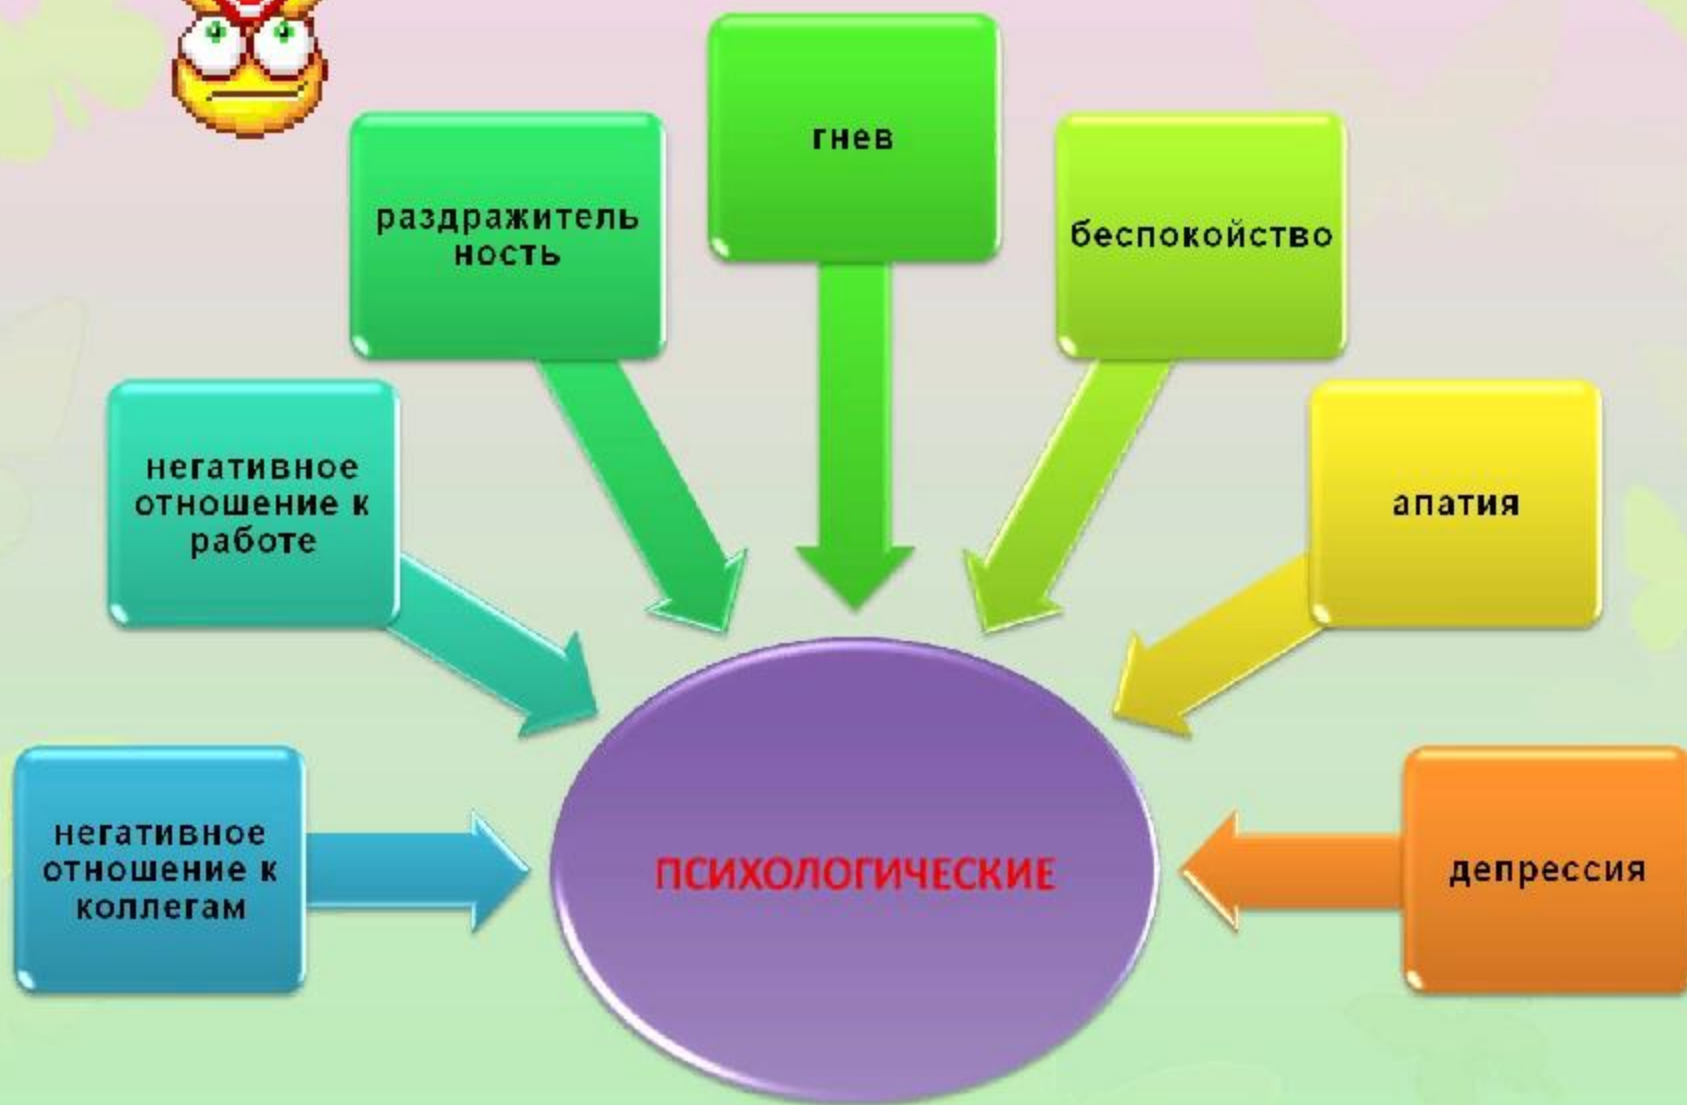 гнев
раздражитель
ность
беспокойство
негативное
отношение к
работе
апатия
негативное
отношение к
коллегам
ПСИХОЛОГИЧЕСКИЕ
депрессия